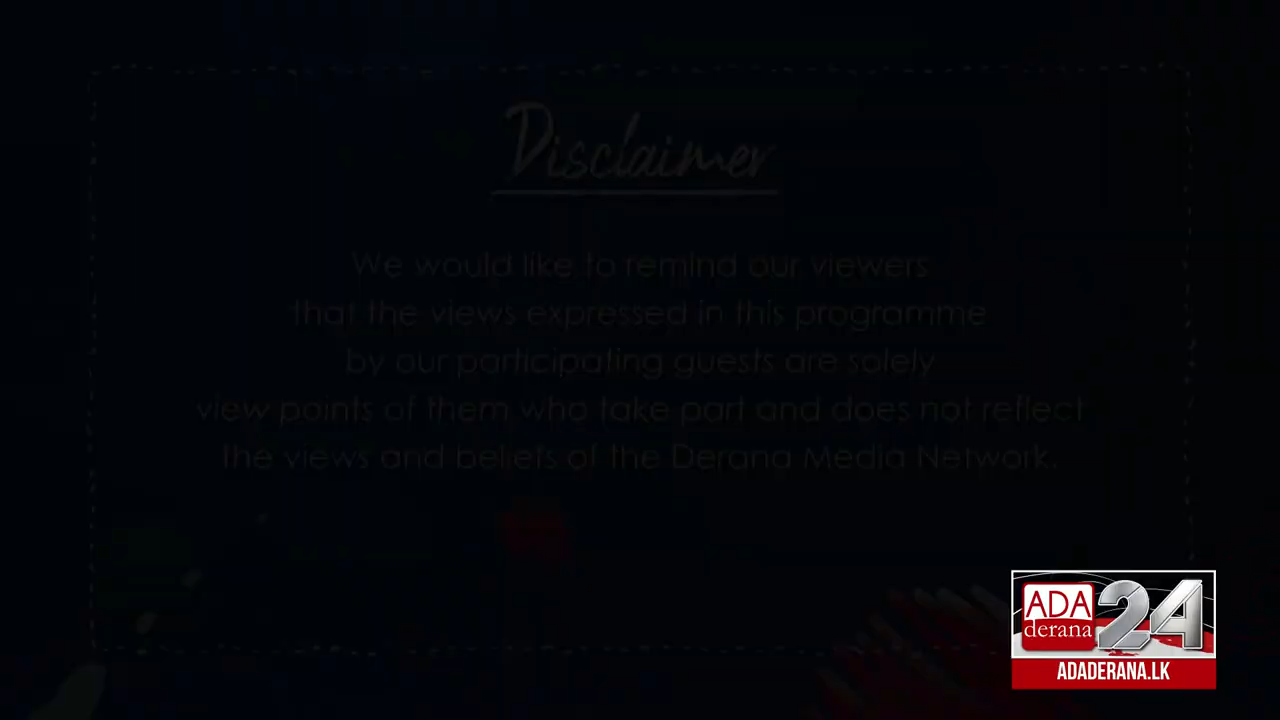 Disclaimer
We would like to remind our viewers
that the views expressed in this programme
by our participating guests are solely
view points of them who take part and does not reflect
the views and beliefs of the Derana Media Network.
ADA
derana
24
ADADERANA.LK